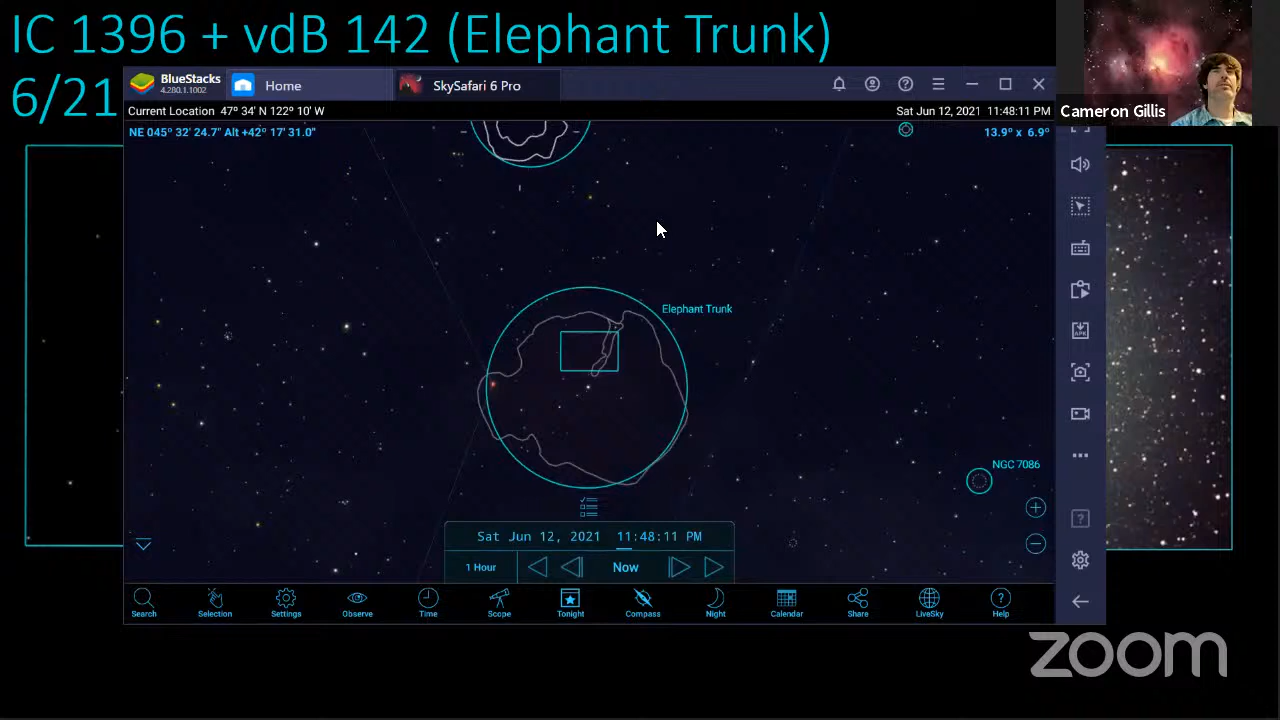 IC 1396 + vdB 142 (Elephant Trunk)
6/21
BlueStacks
4.280.1.1002
Home
SkySafari 6 Pro
Cameron Gillis
Current Location 47° 34' N 122° 10' W
Sat Jun 12, 2021 11:48:11 PM
NE 045° 32' 24.7" Alt +42° 17' 31.0"
13.9° x 6.9°
Elephant Trunk
APK
NGC 7086
Sat Jun 12, 2021 11:48:11 PM
1 Hour
Now
Search
Selection
Settings
Observe
Time
Scope
Tonight
Compass
Night
Calendar
Share
LiveSky
Help
zoom